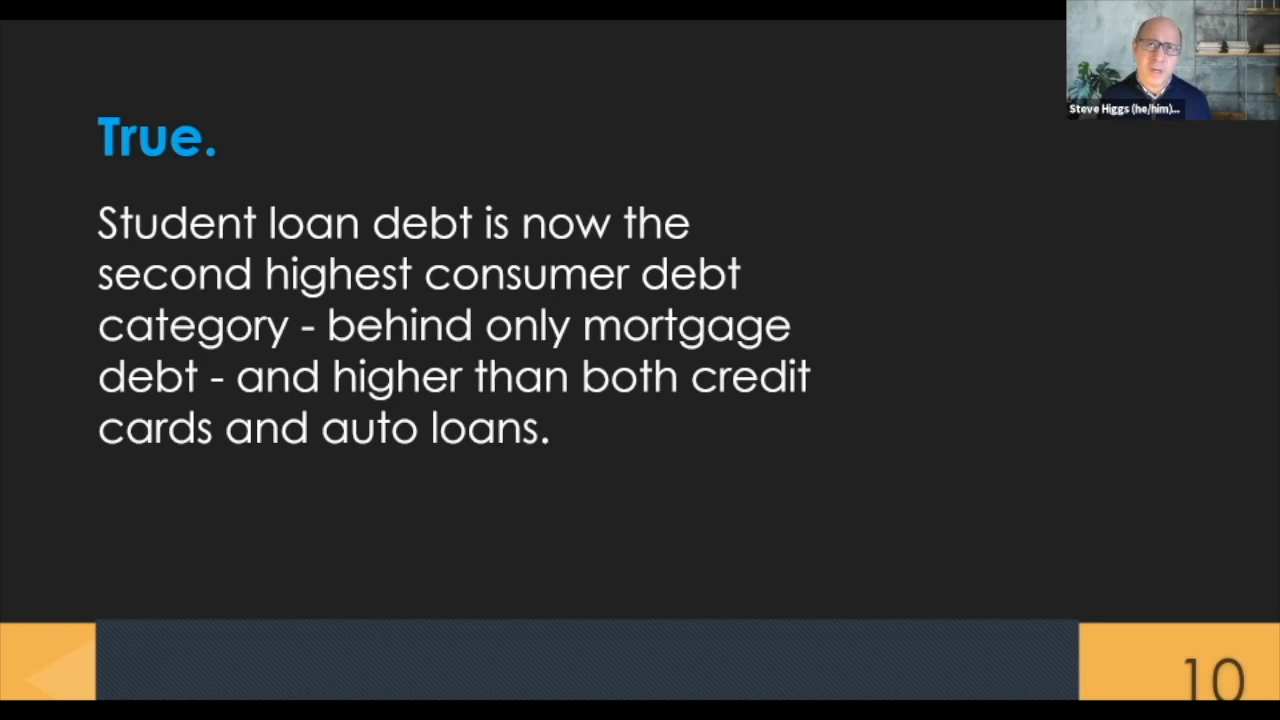 Steve Higgs (he/him)...
True.
Student loan debt is now the
second highest consumer debt
category - behind only mortgage
debt - and higher than both credit
cards and auto loans.
10